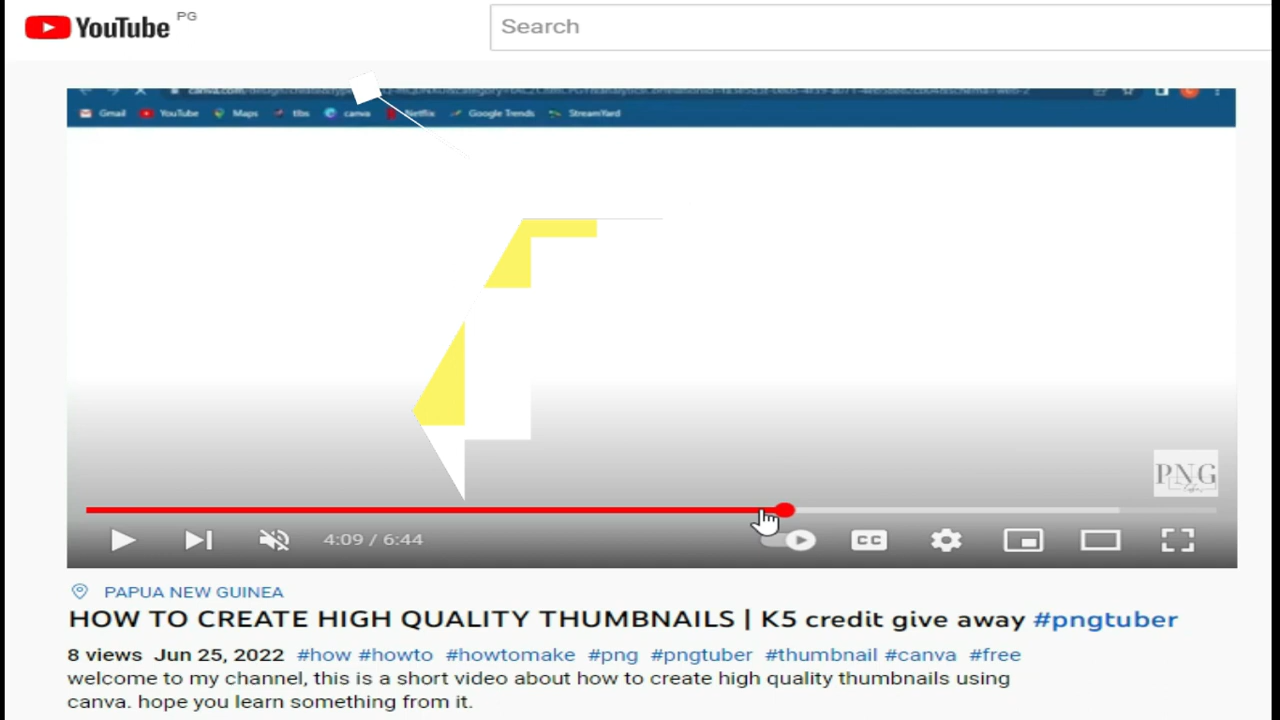 YouTube PG
Search
Gmail YouTube Maps canva Netflix Google Trends StreamYard
PNG
4:09 / 6:44
CC
PAPUA NEW GUINEA
HOW TO CREATE HIGH QUALITY THUMBNAILS | K5 credit give away #pngtuber
8 views Jun 25, 2022 #how #howto #howtomake #png #pngtuber #thumbnail #canva #free
welcome to my channel, this is a short video about how to create high quality thumbnails using
canva. hope you learn something from it.